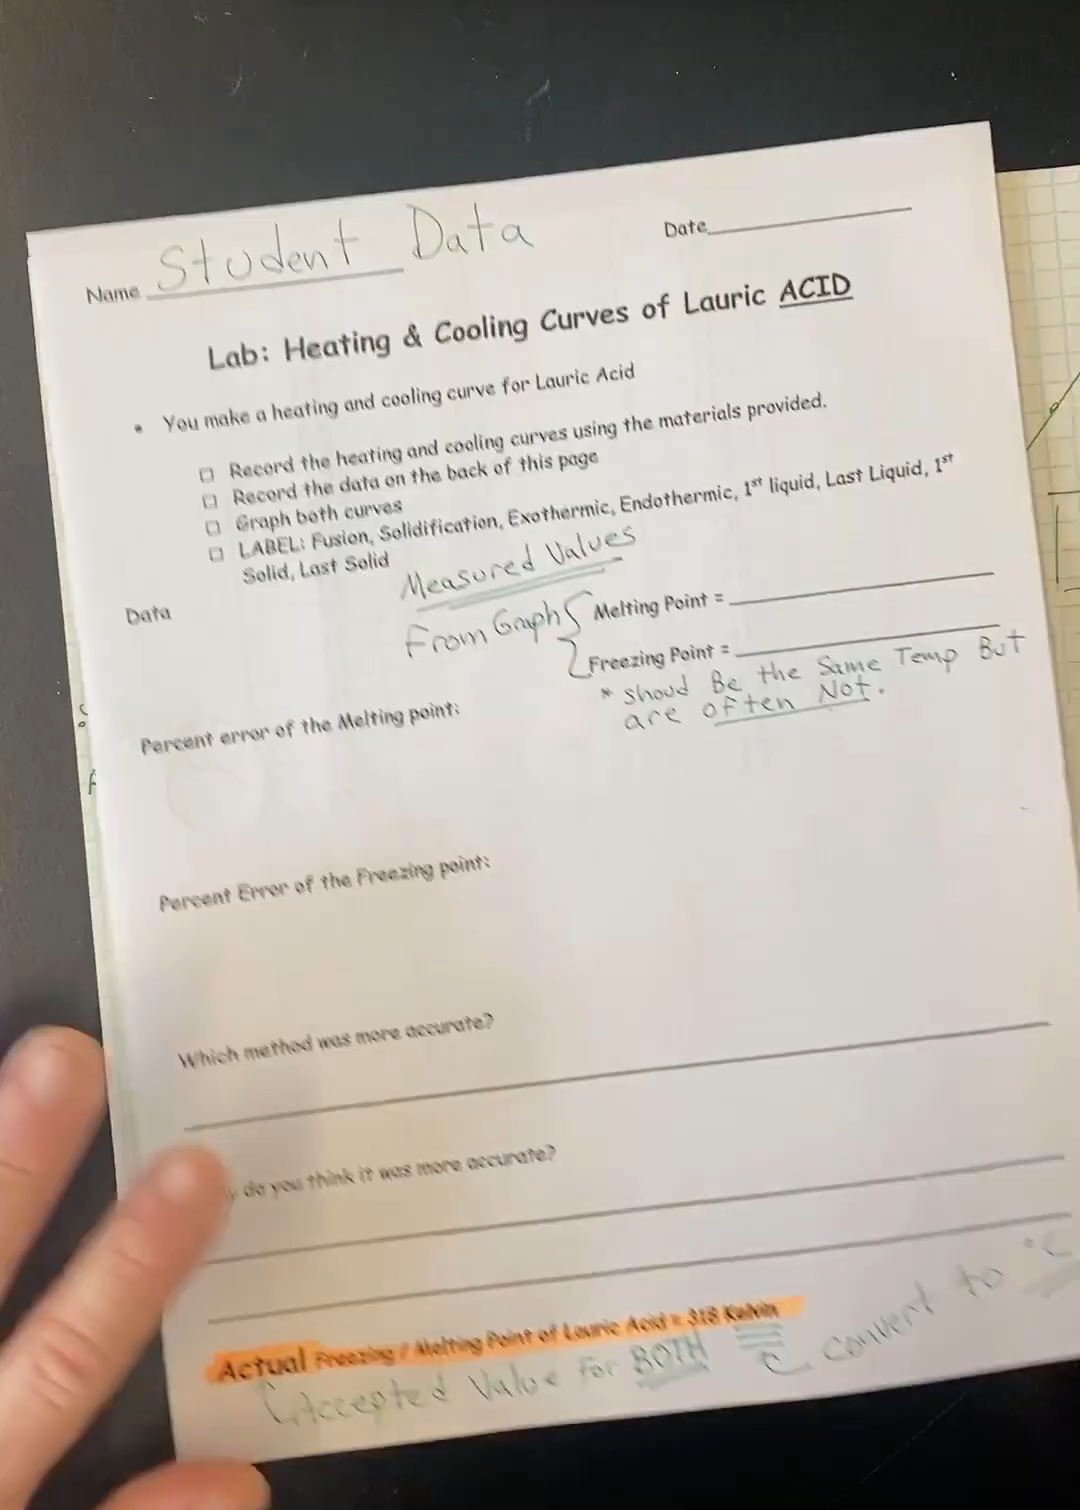 Name Student Data Date
Lab: Heating & Cooling Curves of Lauric ACID
• You make a heating and cooling curve for Lauric Acid
□ Record the heating and cooling curves using the materials provided.
□ Record the data on the back of this page
□ Graph both curves
□ LABEL: Fusion, Solidification, Exothermic, Endothermic, 1st liquid, Last Liquid, 1st
Solid, Last Solid
Measured Values
Data
From Graph { Melting Point =
Freezing Point =
* Shoud Be the Same Temp But
are often Not.
Percent error of the Melting point:
Percent Error of the Freezing point:
Which method was more accurate?
do you think it was more accurate?
Actual Freezing / Melting Point of Lauric Acid = 318 Kelvin
Accepted Value For BOTH
Convert to °C